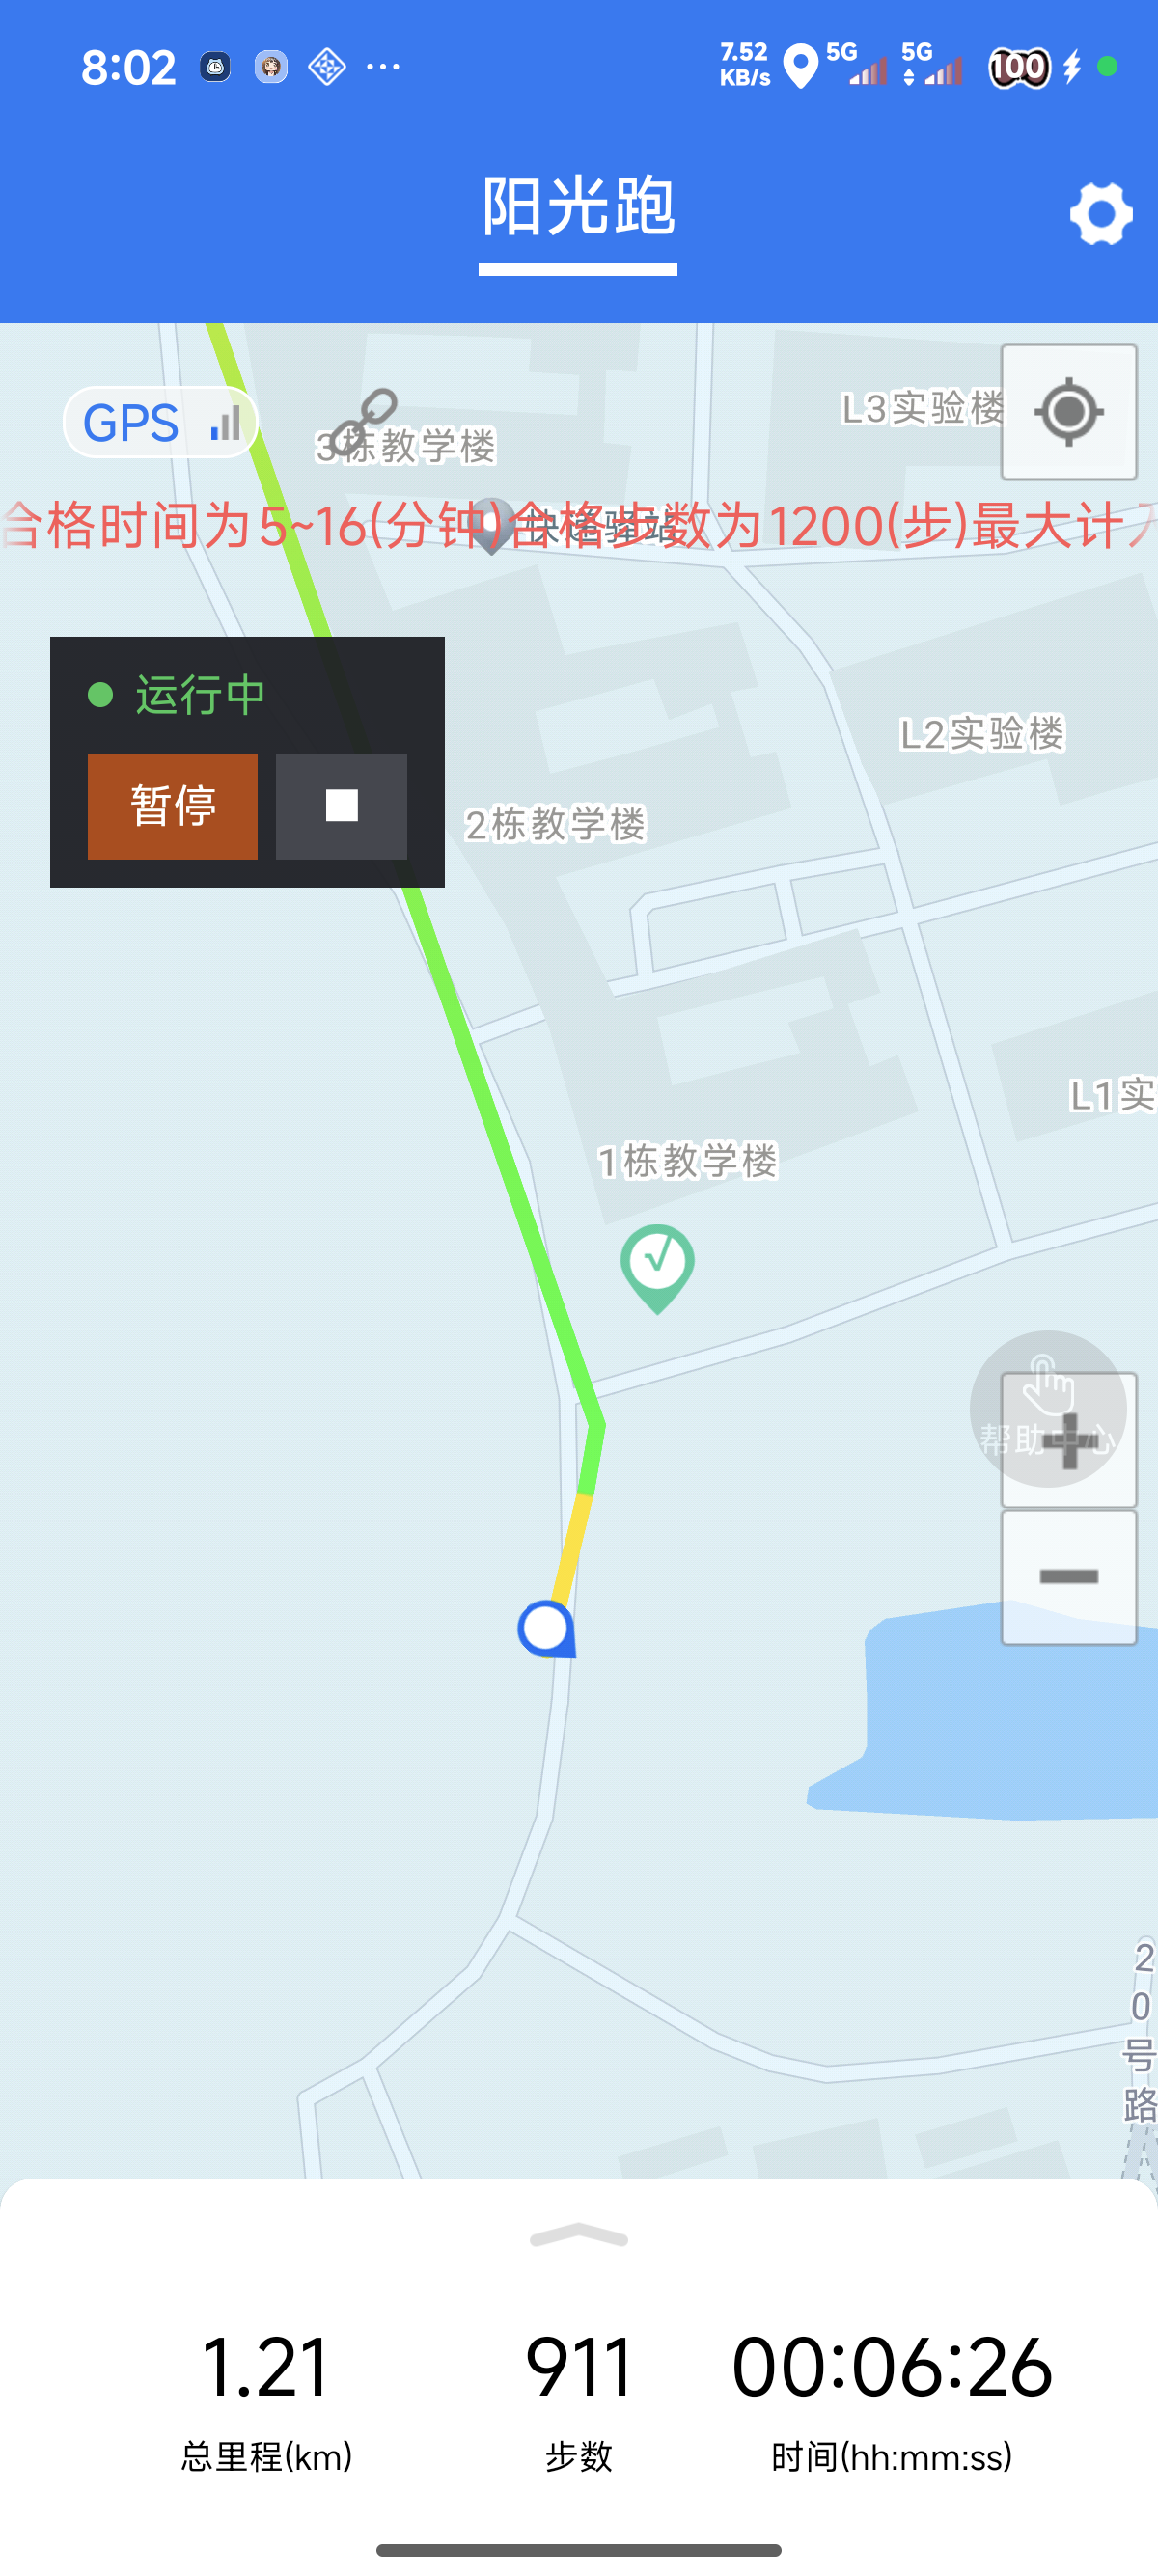 8:02
7.52
KB/s
5G
5G
100
阳光跑
GPS
3栋教学楼
L3实验楼
快递驿站
合格时间为5~16(分钟)合格步数为1200(步)最大计
运行中
暂停
L2实验楼
2栋教学楼
L1实
1栋教学楼
帮助中心
20号路
1.21
911
00:06:26
总里程(km)
步数
时间(hh:mm:ss)